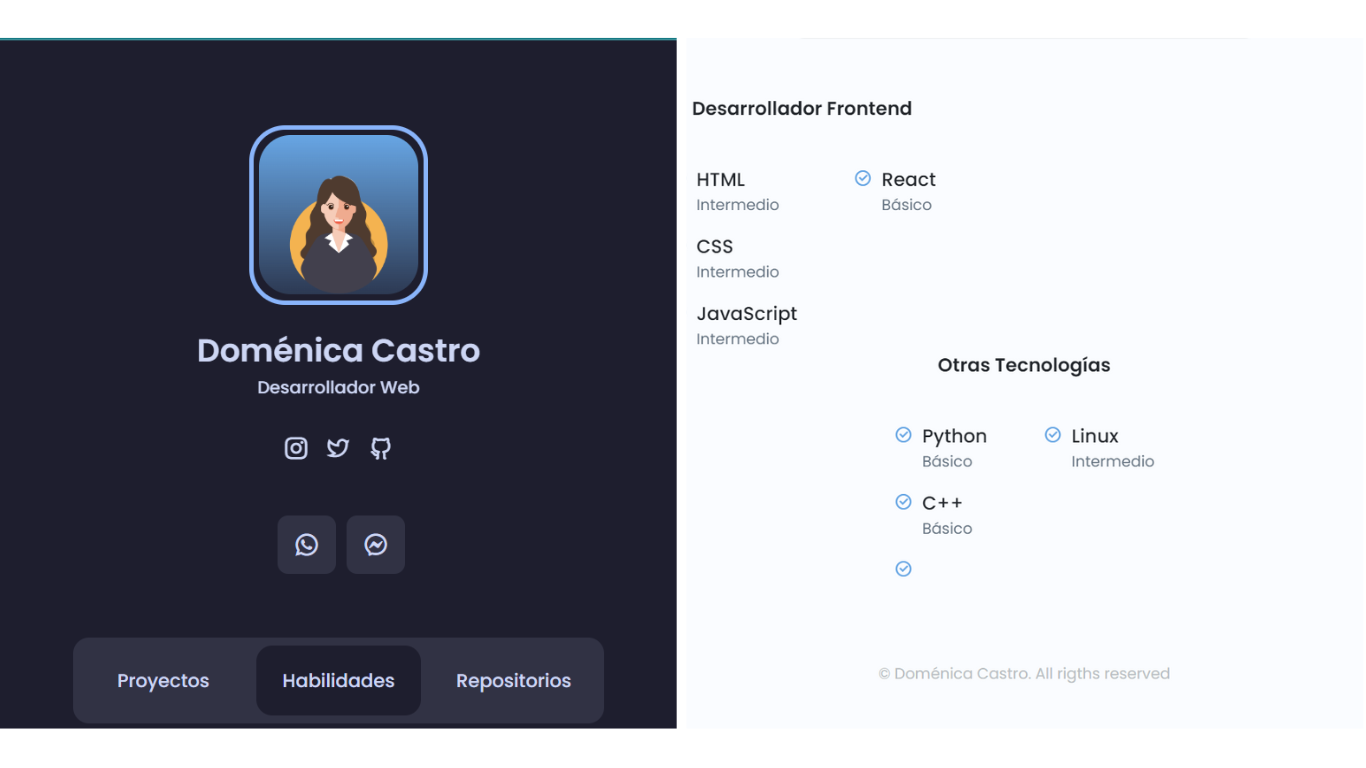 Doménica Castro
Desarrollador Web
Proyectos
Habilidades
Repositorios
Desarrollador Frontend
HTML
Intermedio
CSS
Intermedio
JavaScript
Intermedio
React
Básico
Otras Tecnologías
Python
Básico
C++
Básico
Linux
Intermedio
© Doménica Castro. All rigths reserved